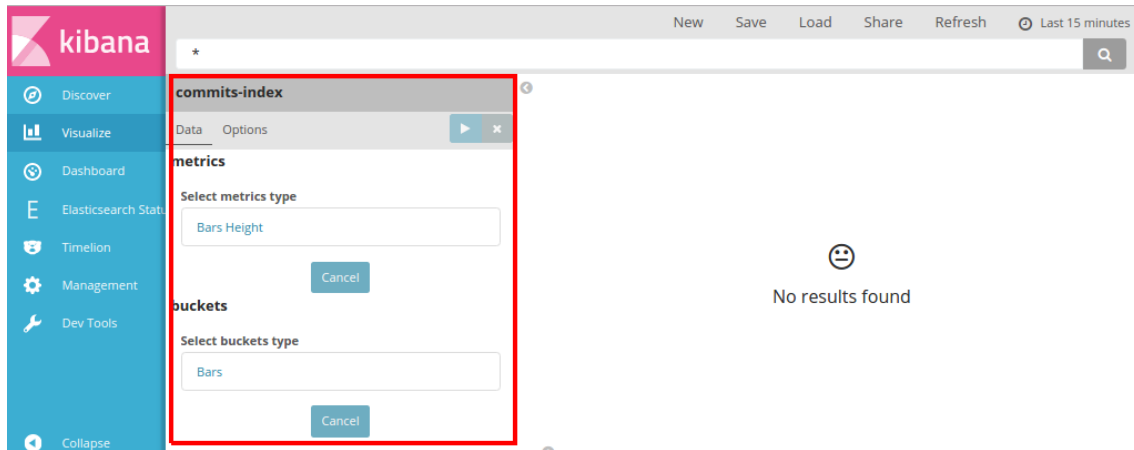 kibana
New Save Load Share Refresh Last 15 minutes
*
Discover
Visualize
Dashboard
Elasticsearch Statu
Timelion
Management
Dev Tools
Collapse
commits-index
Data Options
metrics
Select metrics type
Bars Height
Cancel
buckets
Select buckets type
Bars
Cancel
No results found